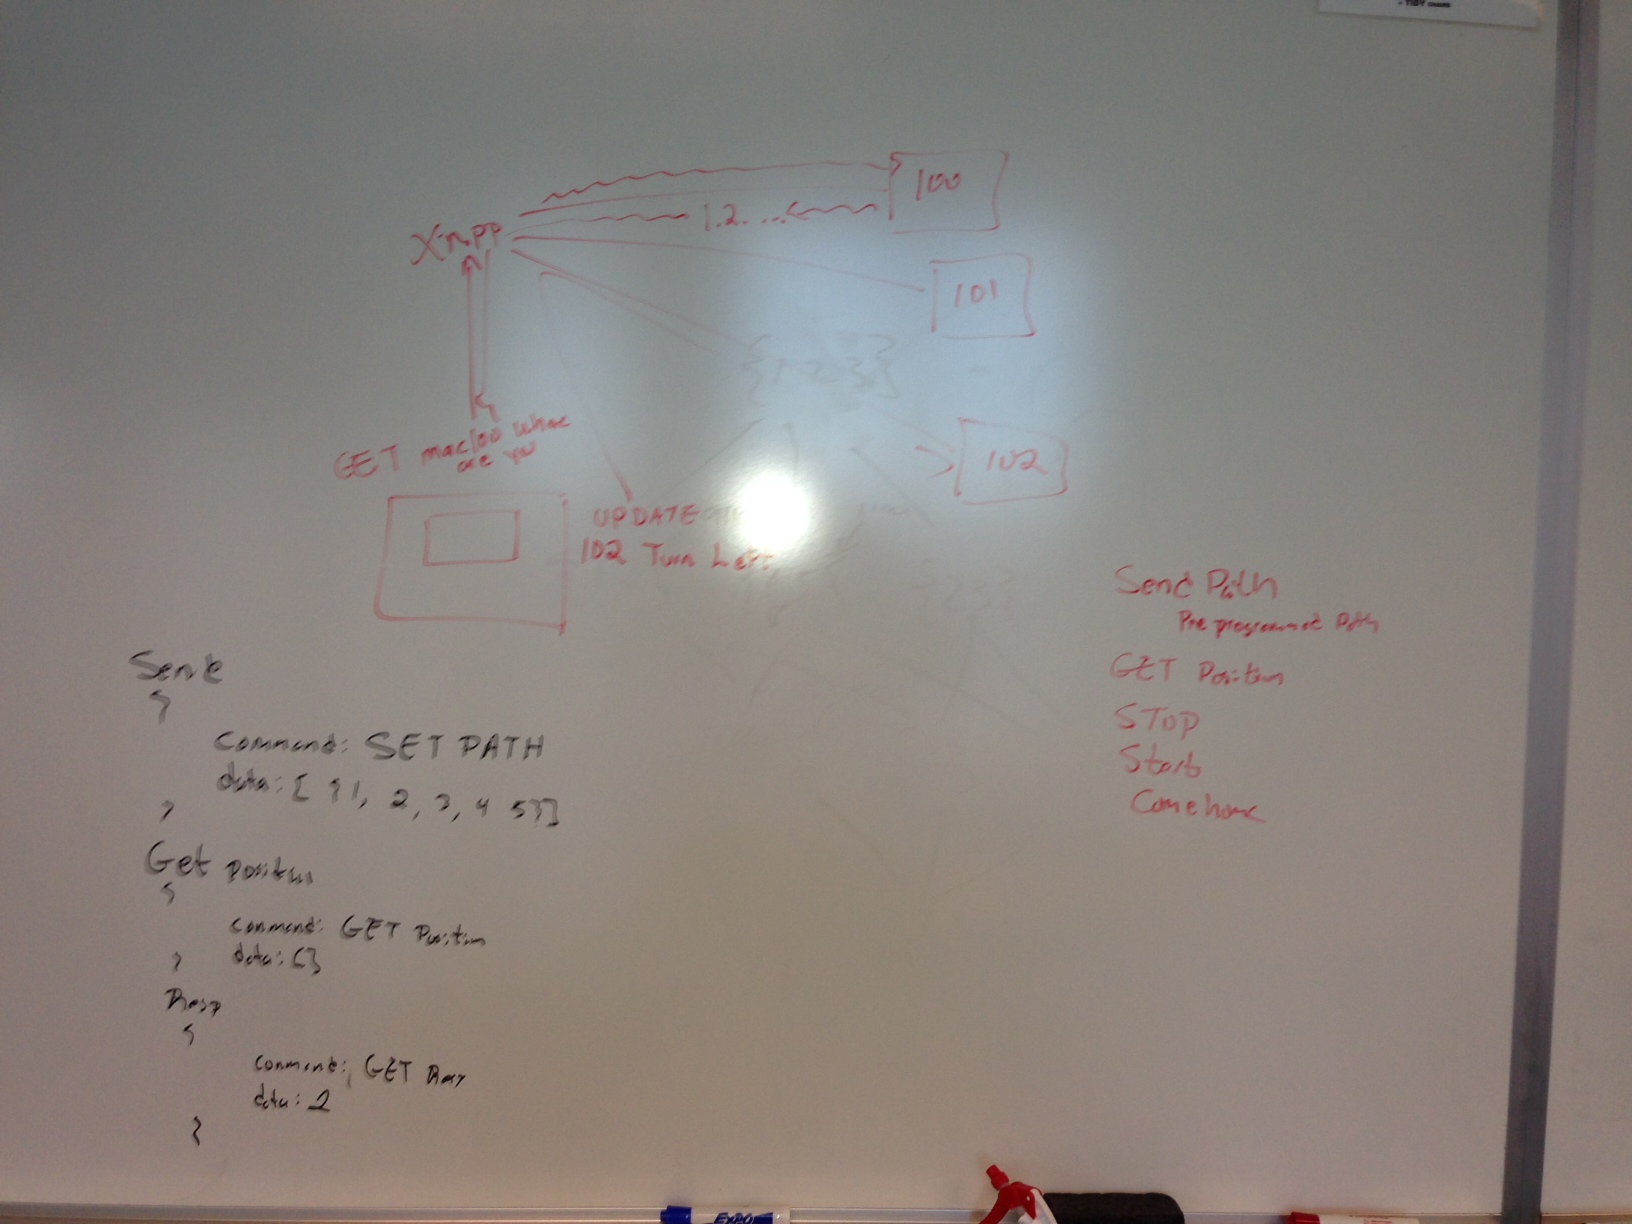 TIDY
100
1.2. ...
Xmpp
101
{1 2 3}
GET where
are you
102
UPDATE
102 Turn Left
Send Path
Pre programmed Path
GET Position
STOP
Start
Come home
Send
{
Command: SET PATH
data: [ {1, 2, 3, 4 5}]
}
Get position
{
command: GET Position
data: {}
}
Resp
{
command: GET
data: 2
}
EXPO